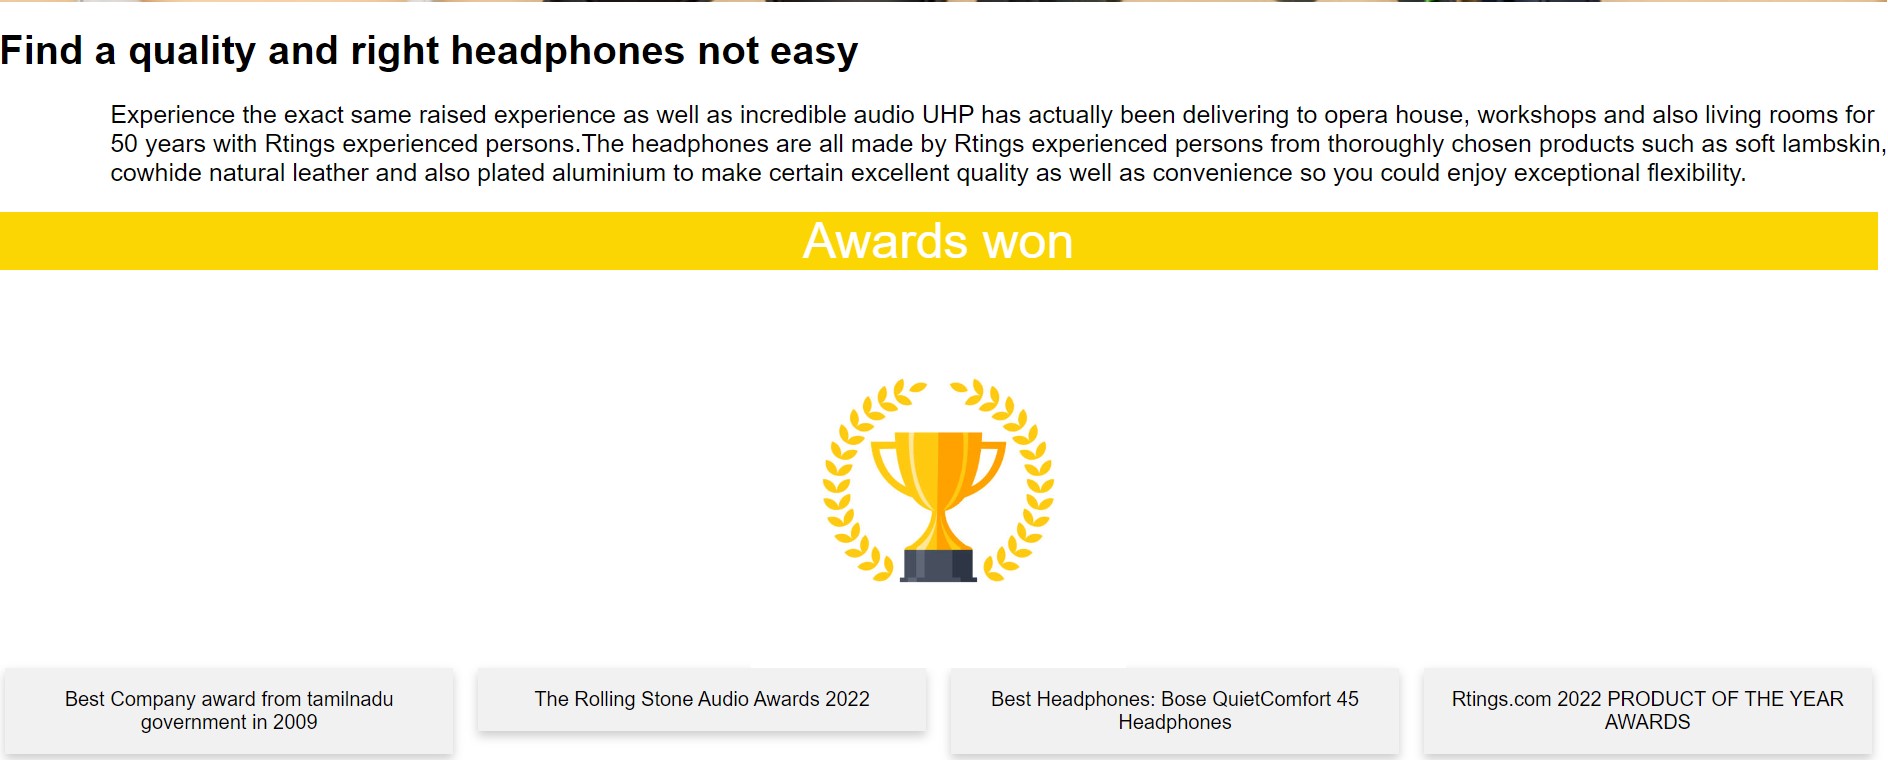 Find a quality and right headphones not easy
Experience the exact same raised experience as well as incredible audio UHP has actually been delivering to opera house, workshops and also living rooms for
50 years with Rtings experienced persons.The headphones are all made by Rtings experienced persons from thoroughly chosen products such as soft lambskin,
cowhide natural leather and also plated aluminium to make certain excellent quality as well as convenience so you could enjoy exceptional flexibility.
Awards won
Best Company award from tamilnadu
government in 2009
The Rolling Stone Audio Awards 2022
Best Headphones: Bose QuietComfort 45
Headphones
Rtings.com 2022 PRODUCT OF THE YEAR
AWARDS